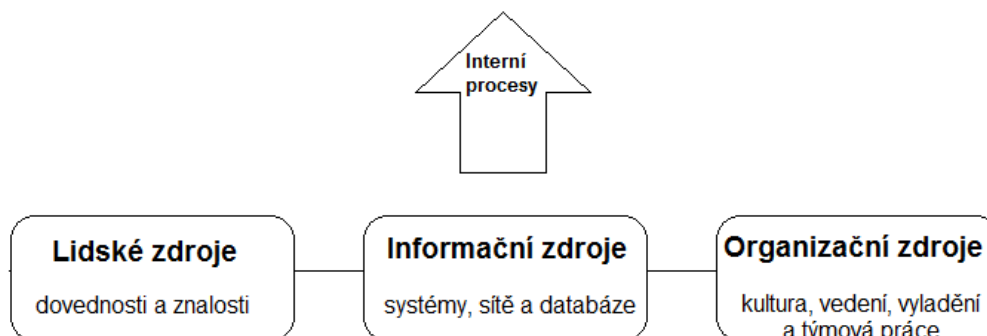 Interní
procesy
Lidské zdroje
dovednosti a znalosti
Informační zdroje
systémy, sítě a databáze
Organizační zdroje
kultura, vedení, vyladění
a týmová práce